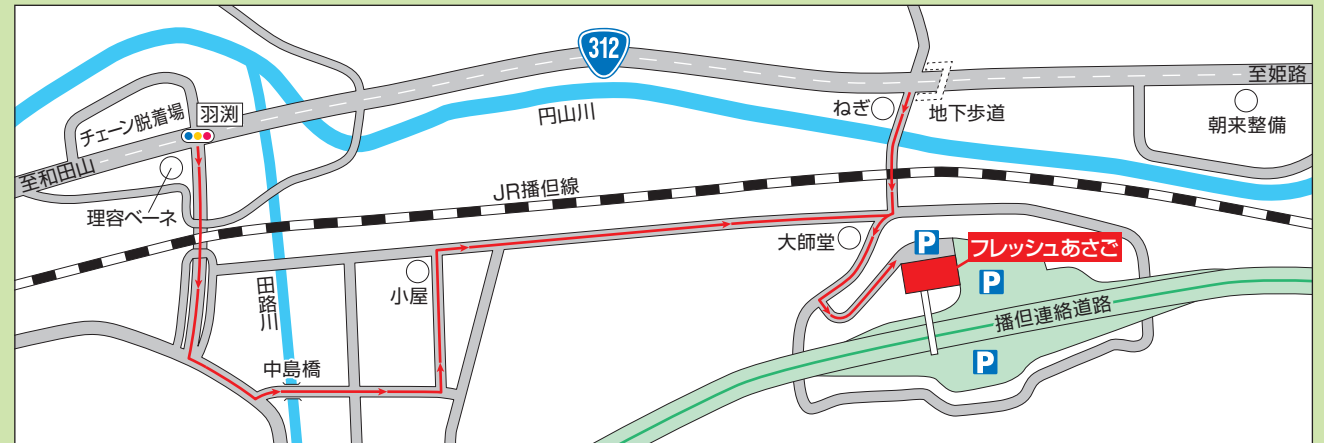 312
至姫路
羽渕
チェーン脱着場
ねぎ
地下歩道
円山川
朝来整備
至和田山
理容ベーネ
JR播但線
大師堂
P
フレッシュあさご
小屋
田路川
P
播但連絡道路
中島橋
P